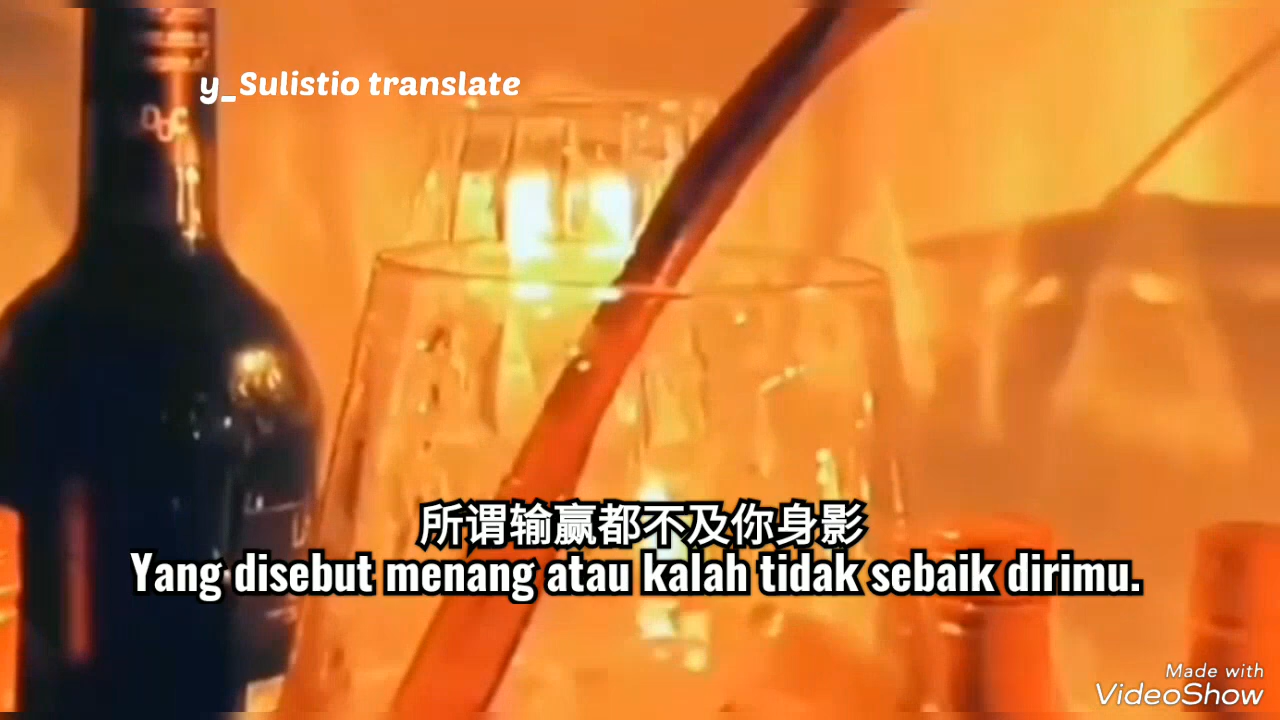 y_Sulistio translate
所谓输赢都不及你身影
Yang disebut menang atau kalah tidak sebaik dirimu.
Made with
VideoShow